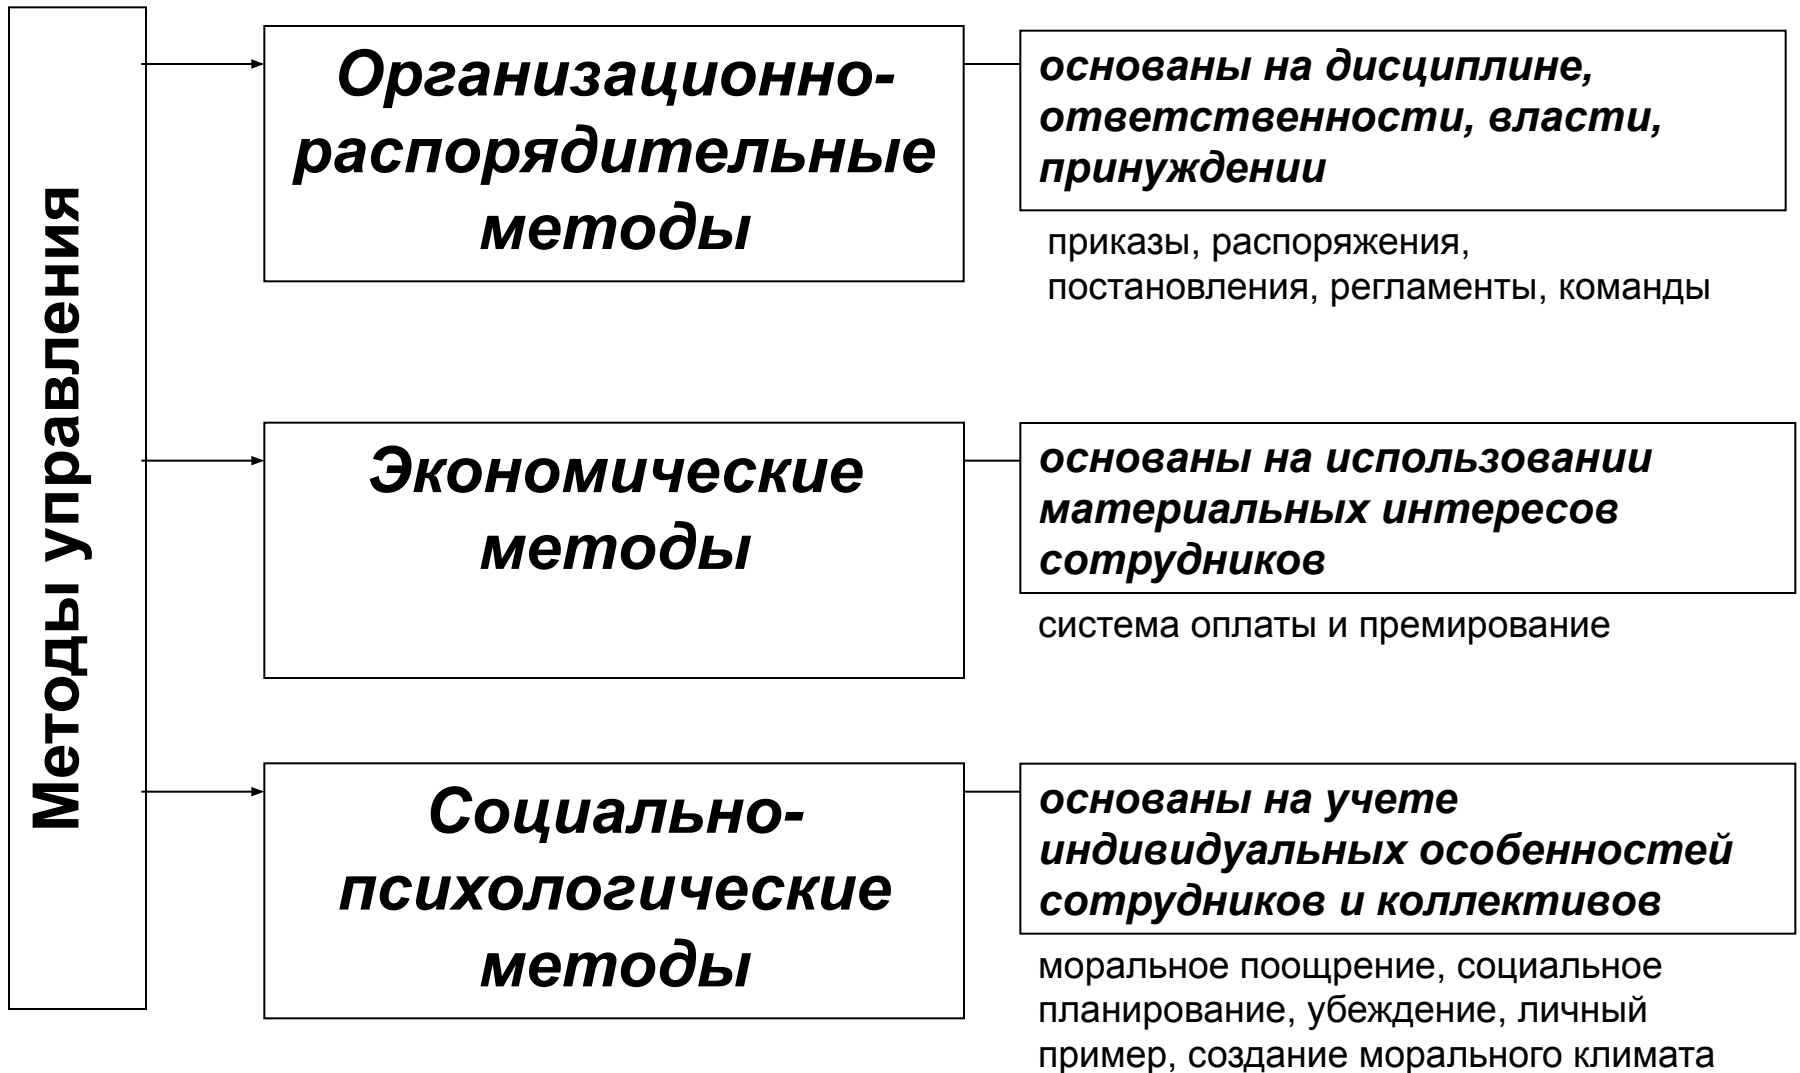 Методы управления
Организационно-
распорядительные
методы
основаны на дисциплине,
ответственности, власти,
принуждении
приказы, распоряжения,
постановления, регламенты, команды
Экономические
методы
основаны на использовании
материальных интересов
сотрудников
система оплаты и премирование
Социально-
психологические
методы
основаны на учете
индивидуальных особенностей
сотрудников и коллективов
моральное поощрение, социальное
планирование, убеждение, личный
пример, создание морального климата